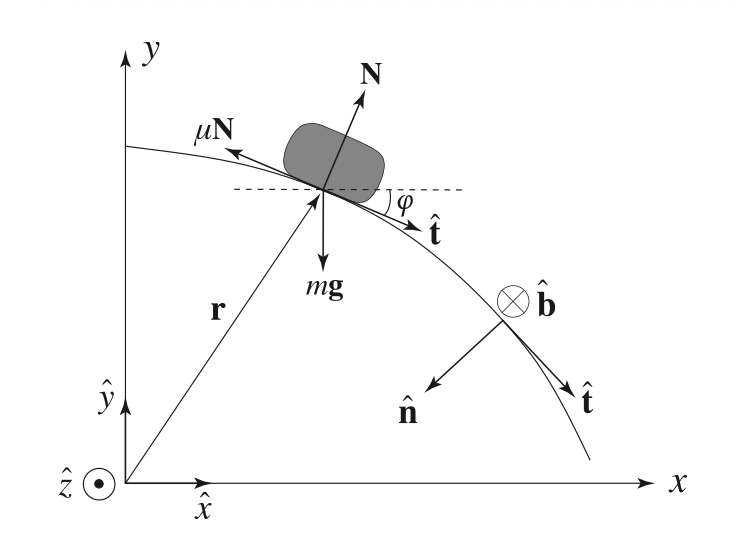 y
N
μN
φ
t̂
mg
r
b̂
ŷ
n̂
t̂
ẑ
x̂
x